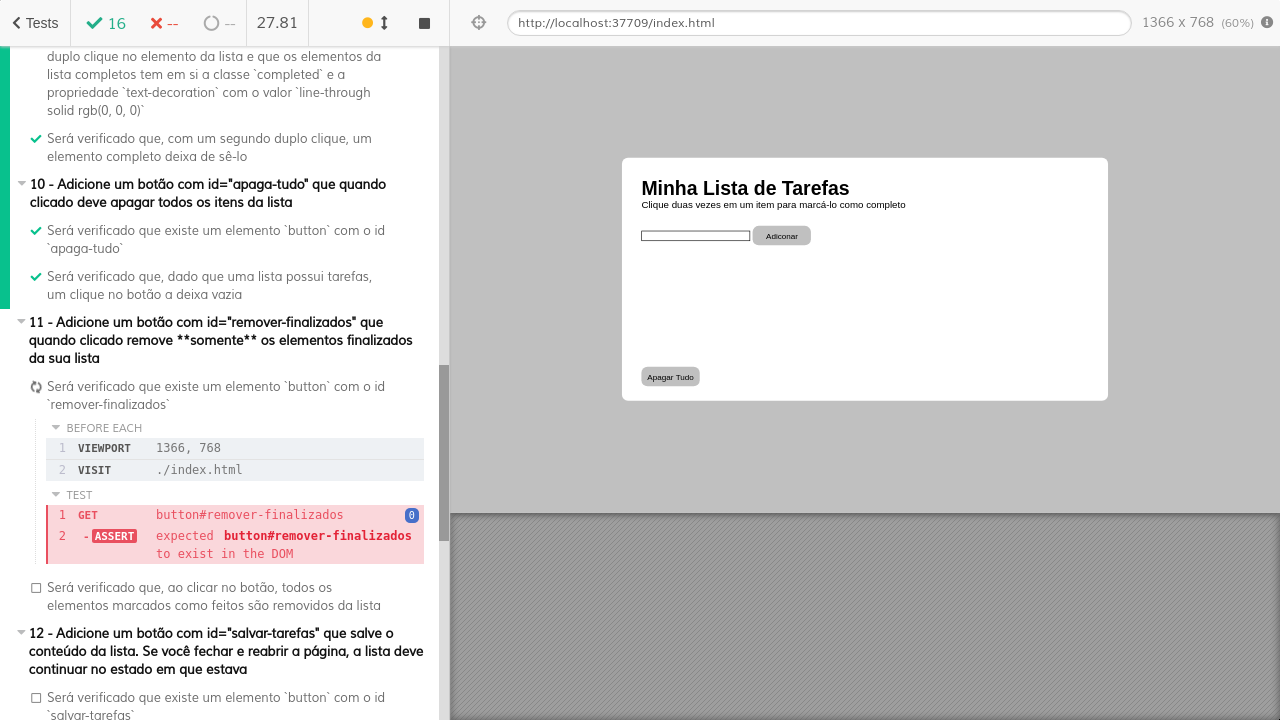 Tests
16
--
--
27.81
http://localhost:37709/index.html
1366 x 768 (60%)
duplo clique no elemento da lista e que os elementos da
lista completos tem em si a classe `completed` e a
propriedade `text-decoration` com o valor `line-through
solid rgb(0, 0, 0)`
Será verificado que, com um segundo duplo clique, um
elemento completo deixa de sê-lo
10 - Adicione um botão com id="apaga-tudo" que quando
clicado deve apagar todos os itens da lista
Será verificado que existe um elemento `button` com o id
`apaga-tudo`
Será verificado que, dado que uma lista possui tarefas,
um clique no botão a deixa vazia
11 - Adicione um botão com id="remover-finalizados" que
quando clicado remove **somente** os elementos finalizados
da sua lista
Será verificado que existe um elemento `button` com o id
`remover-finalizados`
BEFORE EACH
1 VIEWPORT 1366, 768
2 VISIT ./index.html
TEST
1 GET button#remover-finalizados 0
2 -ASSERT expected button#remover-finalizados
to exist in the DOM
Será verificado que, ao clicar no botão, todos os
elementos marcados como feitos são removidos da lista
12 - Adicione um botão com id="salvar-tarefas" que salve o
conteúdo da lista. Se você fechar e reabrir a página, a lista deve
continuar no estado em que estava
Será verificado que existe um elemento `button` com o id
`salvar-tarefas`
Minha Lista de Tarefas
Clique duas vezes em um item para marcá-lo como completo
Adiconar
Apagar Tudo